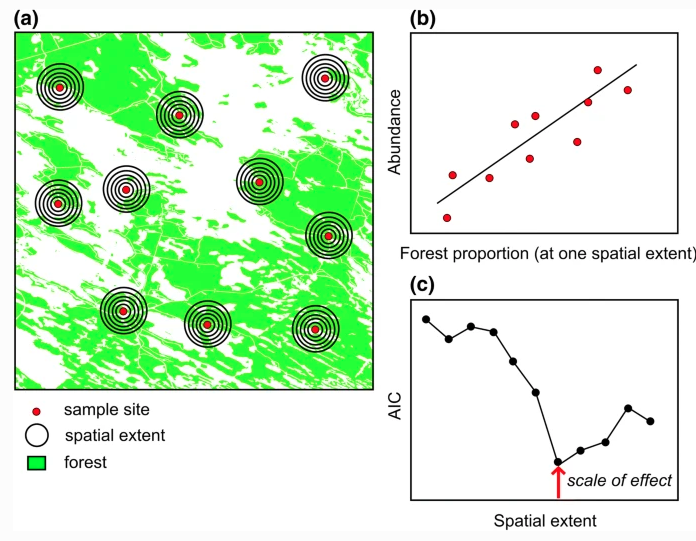 (a)
sample site
spatial extent
forest
(b)
Abundance
Forest proportion (at one spatial extent)
(c)
AIC
scale of effect
Spatial extent